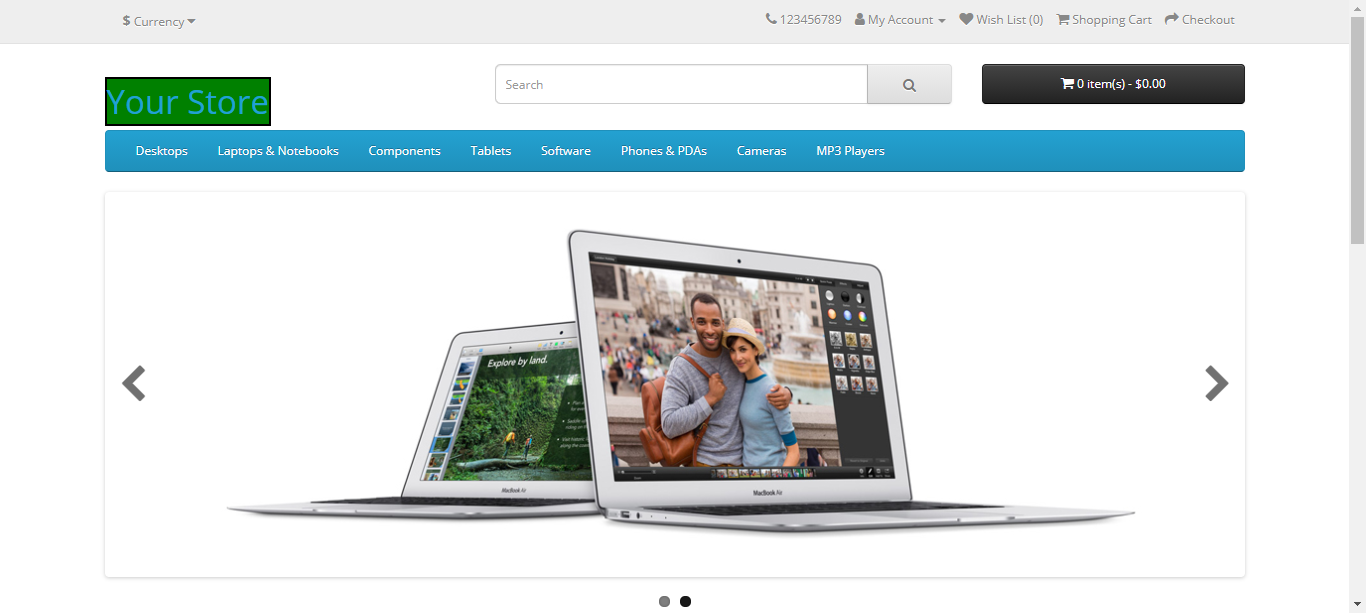 $ Currency
123456789 My Account Wish List (0) Shopping Cart Checkout
Your Store
Search
0 item(s) - $0.00
Desktops Laptops & Notebooks Components Tablets Software Phones & PDAs Cameras MP3 Players
Explore by land.
MacBook Air
MacBook Air